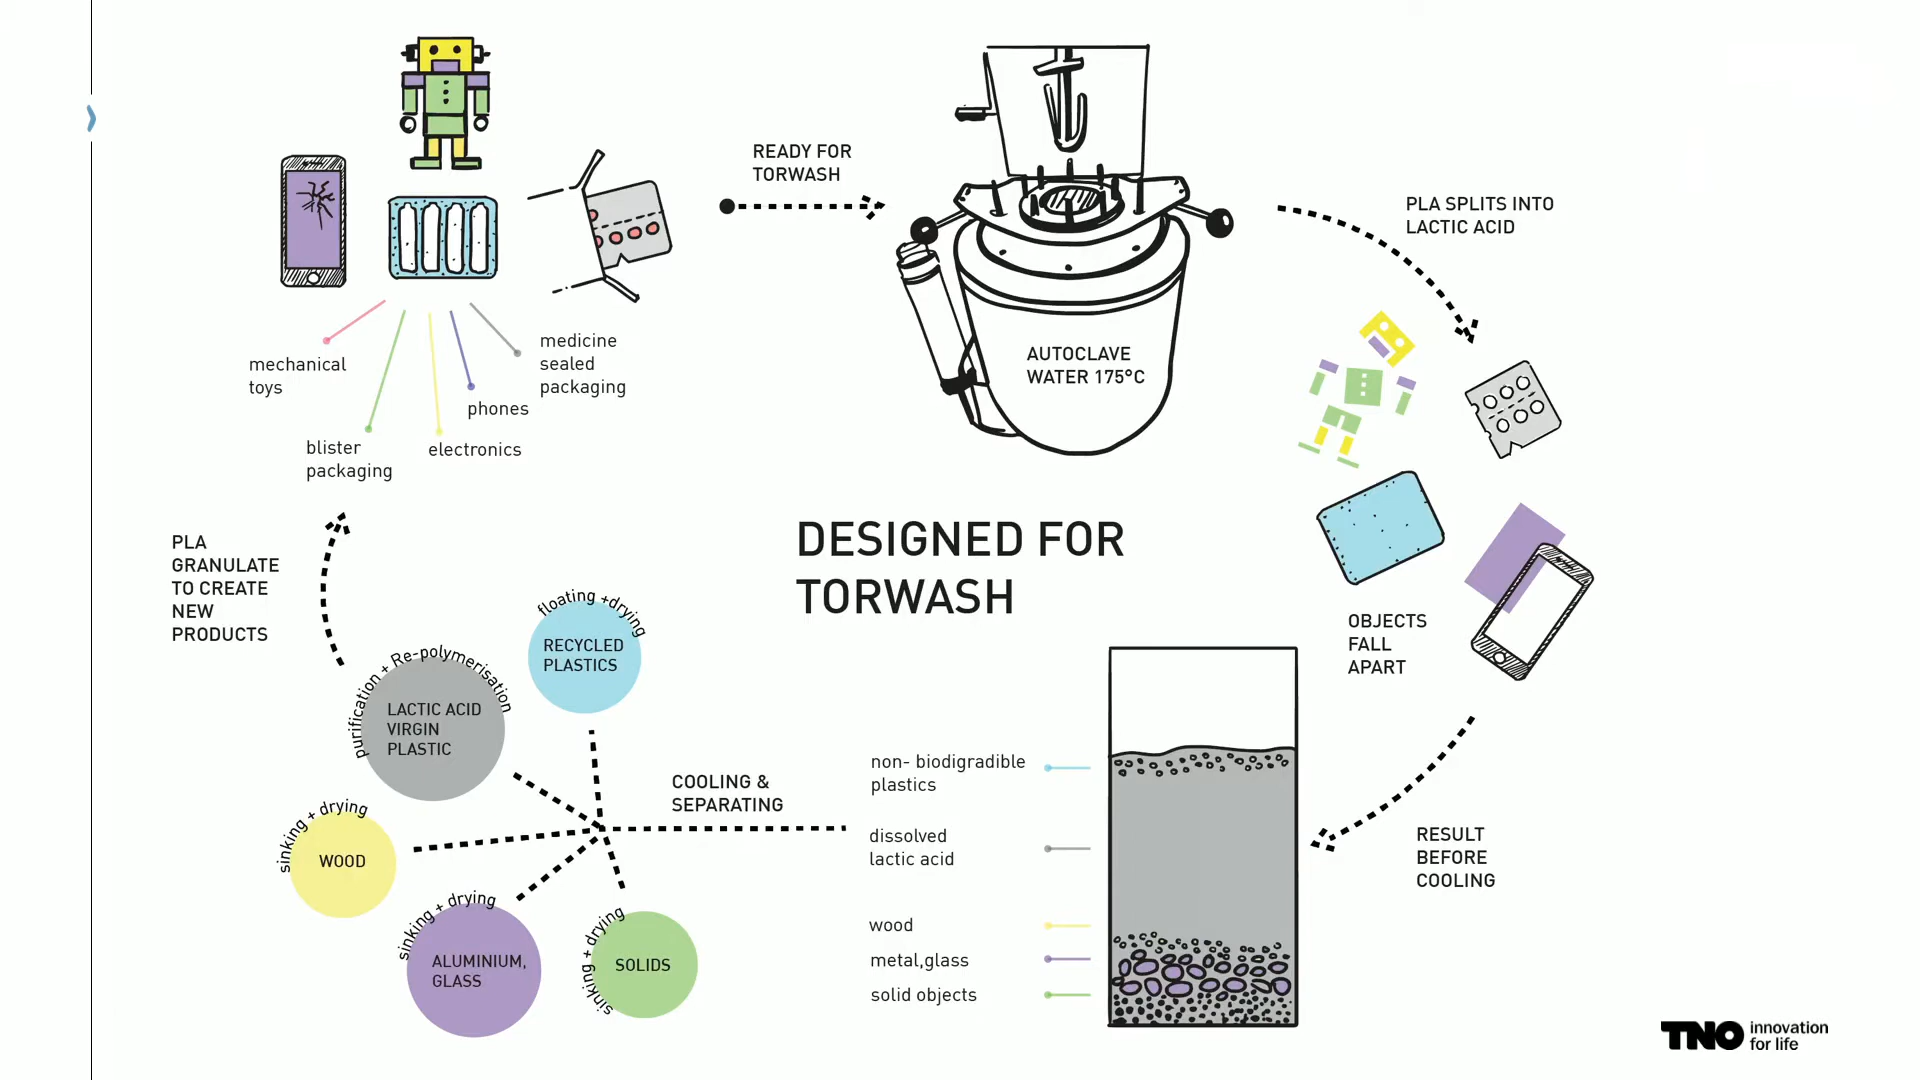 READY FOR
TORWASH
PLA SPLITS INTO
LACTIC ACID
mechanical
toys
blister
packaging
electronics
phones
medicine
sealed
packaging
AUTOCLAVE
WATER 175°C
DESIGNED FOR
TORWASH
OBJECTS
FALL
APART
RESULT
BEFORE
COOLING
non- biodigradible
plastics
dissolved
lactic acid
wood
metal,glass
solid objects
COOLING &
SEPARATING
floating +drying
RECYCLED
PLASTICS
purification + Re-polymerisation
LACTIC ACID
VIRGIN
PLASTIC
sinking + drying
WOOD
sinking + drying
ALUMINIUM,
GLASS
sinking + drying
SOLIDS
PLA
GRANULATE
TO CREATE
NEW
PRODUCTS
TNO innovation
for life